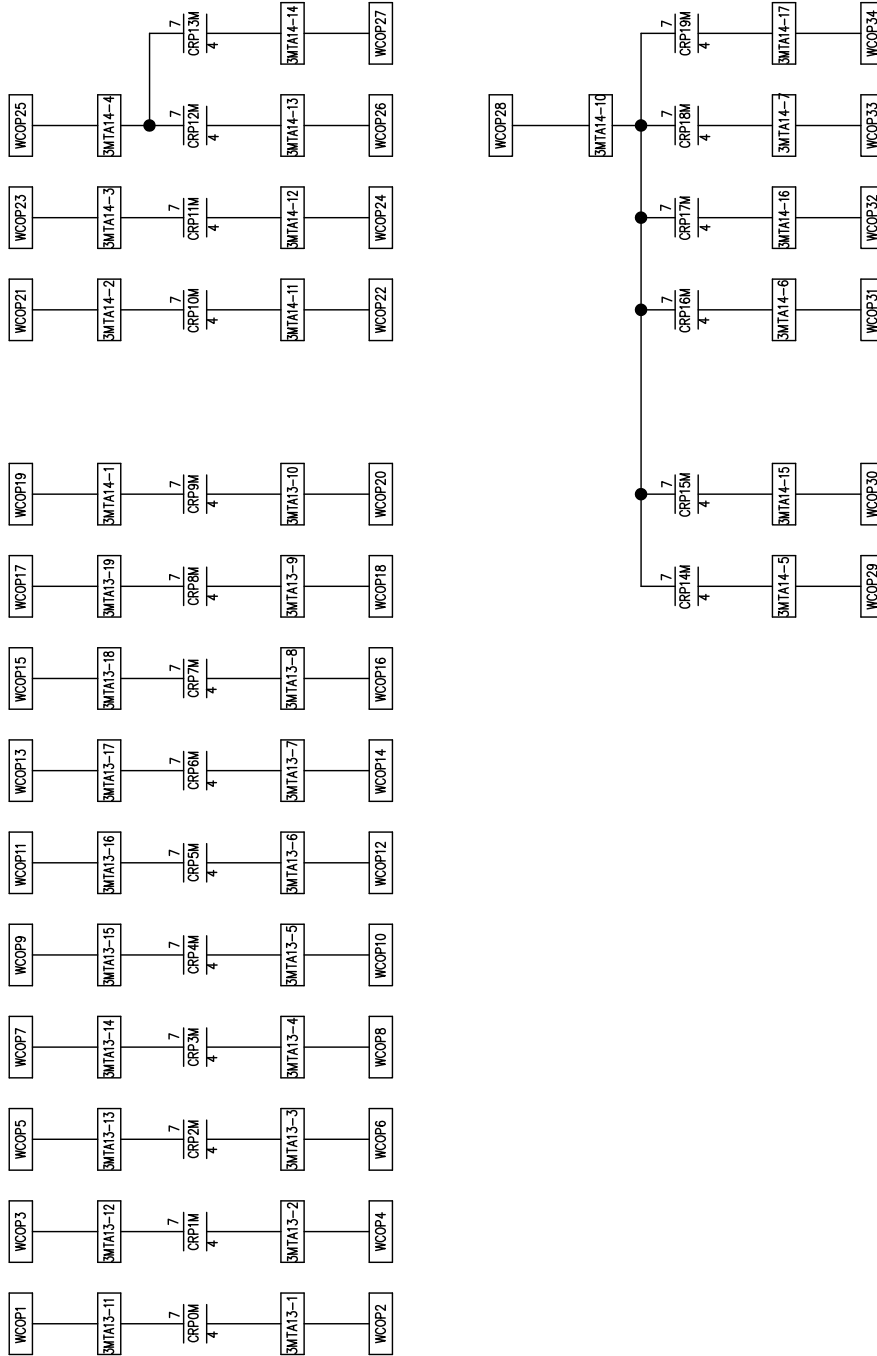 WCOP1 WCOP3 WCOP5 WCOP7 WCOP9 WCOP11 WCOP13 WCOP15 WCOP17 WCOP19 WCOP21 WCOP23 WCOP25
3MTA13-11 3MTA13-12 3MTA13-13 3MTA13-14 3MTA13-15 3MTA13-16 3MTA13-17 3MTA13-18 3MTA13-19 3MTA14-1 3MTA14-2 3MTA14-3 3MTA14-4
7 7 7 7 7 7 7 7 7 7 7 7 7 7
CRP0M CRP1M CRP2M CRP3M CRP4M CRP5M CRP6M CRP7M CRP8M CRP9M CRP10M CRP11M CRP12M CRP13M
4 4 4 4 4 4 4 4 4 4 4 4 4 4
3MTA13-1 3MTA13-2 3MTA13-3 3MTA13-4 3MTA13-5 3MTA13-6 3MTA13-7 3MTA13-8 3MTA13-9 3MTA13-10 3MTA14-11 3MTA14-12 3MTA14-13 3MTA14-14
WCOP2 WCOP4 WCOP6 WCOP8 WCOP10 WCOP12 WCOP14 WCOP16 WCOP18 WCOP20 WCOP22 WCOP24 WCOP26 WCOP27
WCOP28
3MTA14-10
7 7 7 7 7 7
CRP14M CRP15M CRP16M CRP17M CRP18M CRP19M
4 4 4 4 4 4
3MTA14-5 3MTA14-15 3MTA14-6 3MTA14-16 3MTA14-7 3MTA14-17
WCOP29 WCOP30 WCOP31 WCOP32 WCOP33 WCOP34